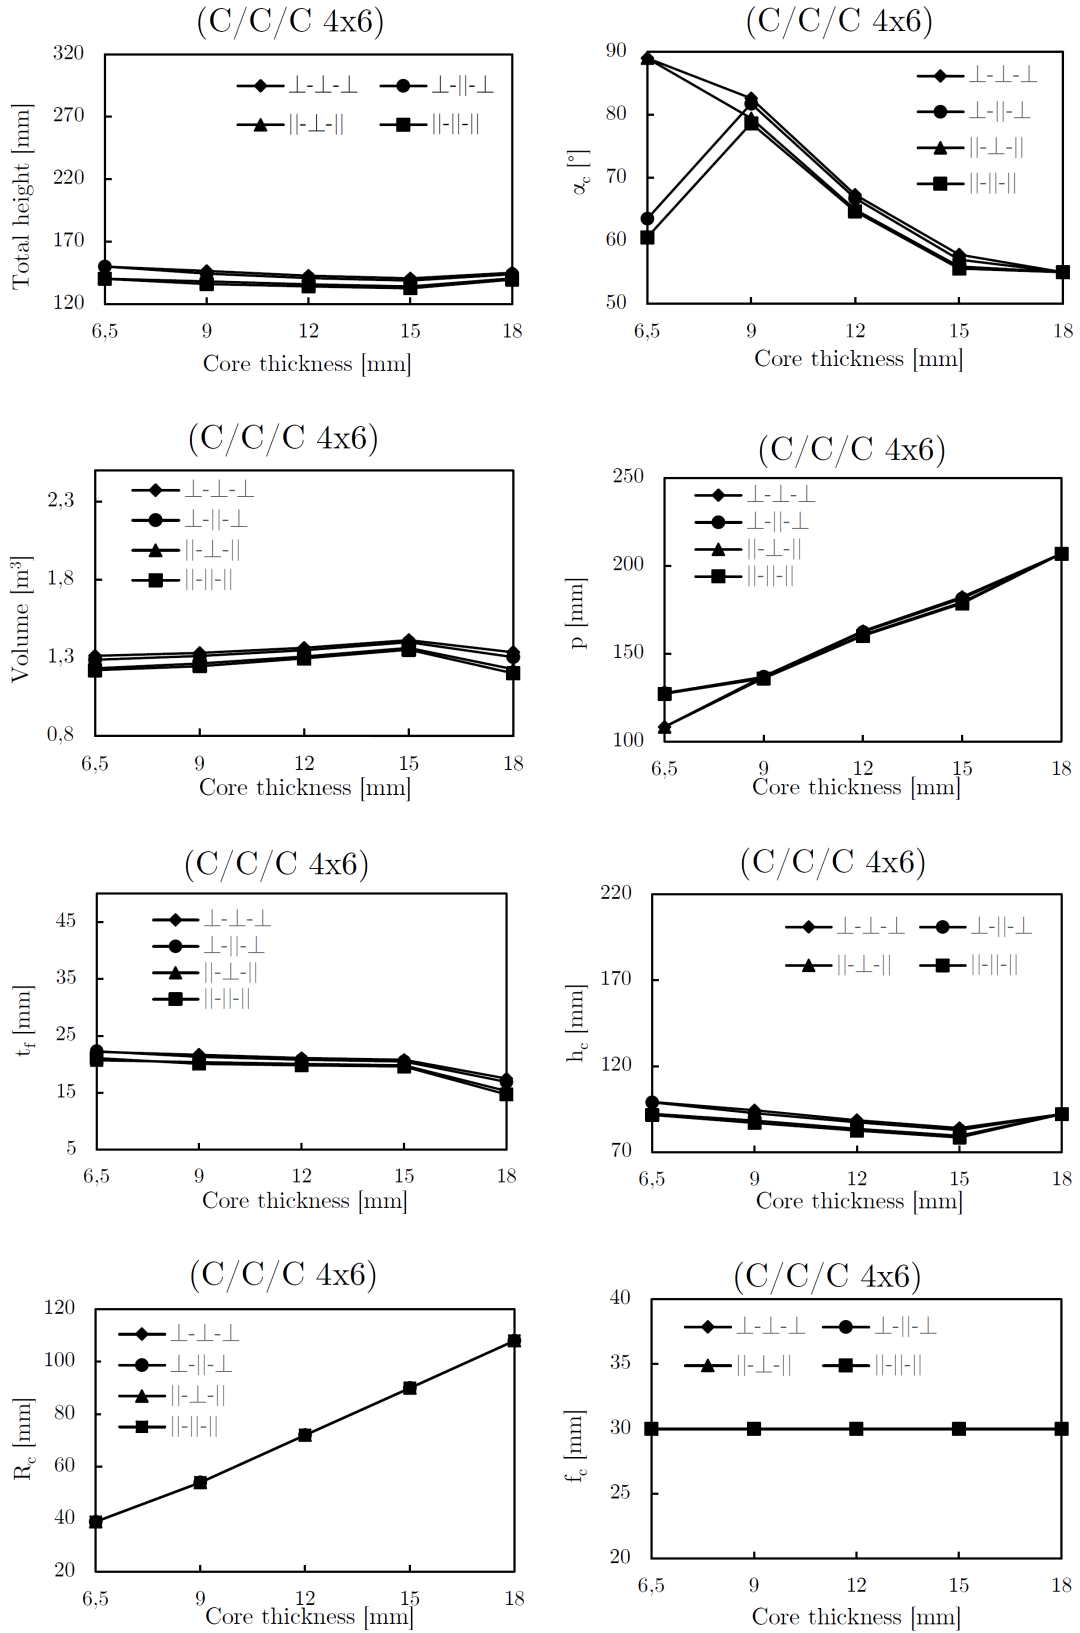 (C/C/C 4x6)
320
270
220
170
120
Total height [mm]
⊥-⊥-⊥
⊥-||-⊥
||-⊥-||
||-||-||
6,5 9 12 15 18
Core thickness [mm]
(C/C/C 4x6)
90
80
70
60
50
αc [°]
⊥-⊥-⊥
⊥-||-⊥
||-⊥-||
||-||-||
6,5 9 12 15 18
Core thickness [mm]
(C/C/C 4x6)
2,3
1,8
1,3
0,8
Volume [m³]
⊥-⊥-⊥
⊥-||-⊥
||-⊥-||
||-||-||
6,5 9 12 15 18
Core thickness [mm]
(C/C/C 4x6)
250
200
150
100
p [mm]
⊥-⊥-⊥
⊥-||-⊥
||-⊥-||
||-||-||
6,5 9 12 15 18
Core thickness [mm]
(C/C/C 4x6)
45
35
25
15
5
tf [mm]
⊥-⊥-⊥
⊥-||-⊥
||-⊥-||
||-||-||
6,5 9 12 15 18
Core thickness [mm]
(C/C/C 4x6)
220
170
120
70
hc [mm]
⊥-⊥-⊥
⊥-||-⊥
||-⊥-||
||-||-||
6,5 9 12 15 18
Core thickness [mm]
(C/C/C 4x6)
120
100
80
60
40
20
Rc [mm]
⊥-⊥-⊥
⊥-||-⊥
||-⊥-||
||-||-||
6,5 9 12 15 18
Core thickness [mm]
(C/C/C 4x6)
40
35
30
25
20
fc [mm]
⊥-⊥-⊥
⊥-||-⊥
||-⊥-||
||-||-||
6,5 9 12 15 18
Core thickness [mm]